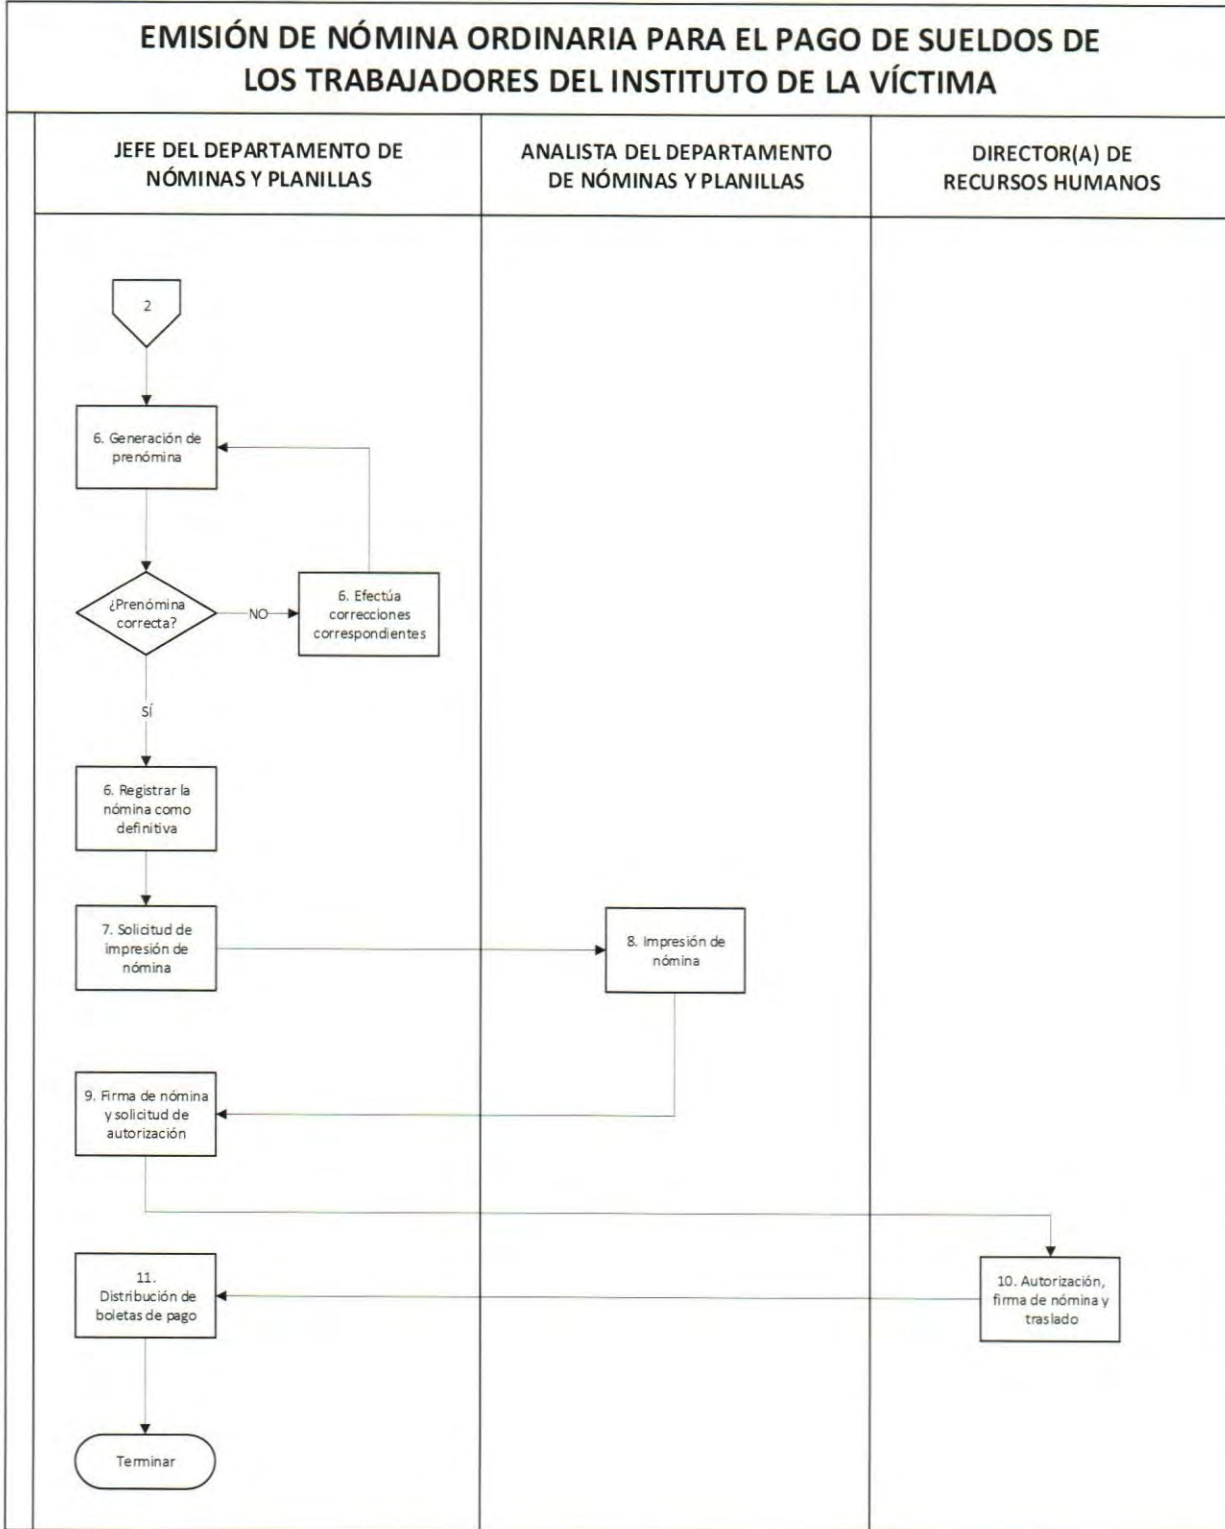 EMISIÓN DE NÓMINA ORDINARIA PARA EL PAGO DE SUELDOS DE
LOS TRABAJADORES DEL INSTITUTO DE LA VÍCTIMA
JEFE DEL DEPARTAMENTO DE
NÓMINAS Y PLANILLAS
ANALISTA DEL DEPARTAMENTO
DE NÓMINAS Y PLANILLAS
DIRECTOR(A) DE
RECURSOS HUMANOS
2
6. Generación de
prenómina
¿Prenómina
correcta?
NO
6. Efectúa
correcciones
correspondientes
SÍ
6. Registrar la
nómina como
definitiva
7. Solicitud de
impresión de
nómina
8. Impresión de
nómina
9. Firma de nómina
y solicitud de
autorización
10. Autorización,
firma de nómina y
traslado
11.
Distribución de
boletas de pago
Terminar